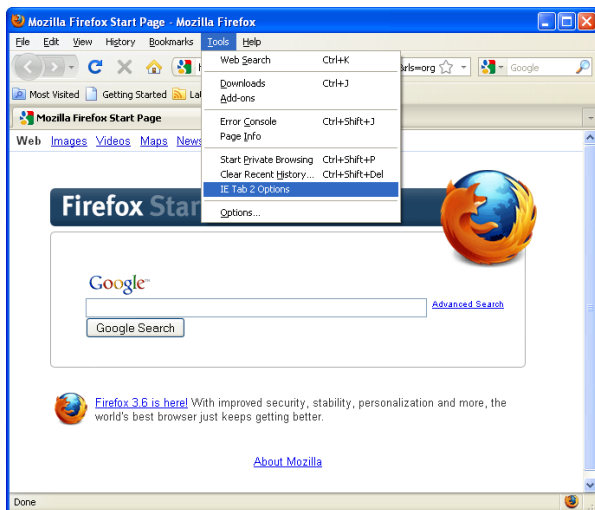 Mozilla Firefox Start Page - Mozilla Firefox
File Edit View History Bookmarks Tools Help
rls=org
Google
Most Visited Getting Started La
Mozilla Firefox Start Page
Web Search Ctrl+K
Downloads Ctrl+J
Add-ons
Error Console Ctrl+Shift+J
Page Info
Start Private Browsing Ctrl+Shift+P
Clear Recent History... Ctrl+Shift+Del
IE Tab 2 Options
Options...
Web Images Videos Maps News
Firefox Star
Google™
Advanced Search
Google Search
Firefox 3.6 is here! With improved security, stability, personalization and more, the
world's best browser just keeps getting better.
About Mozilla
Done